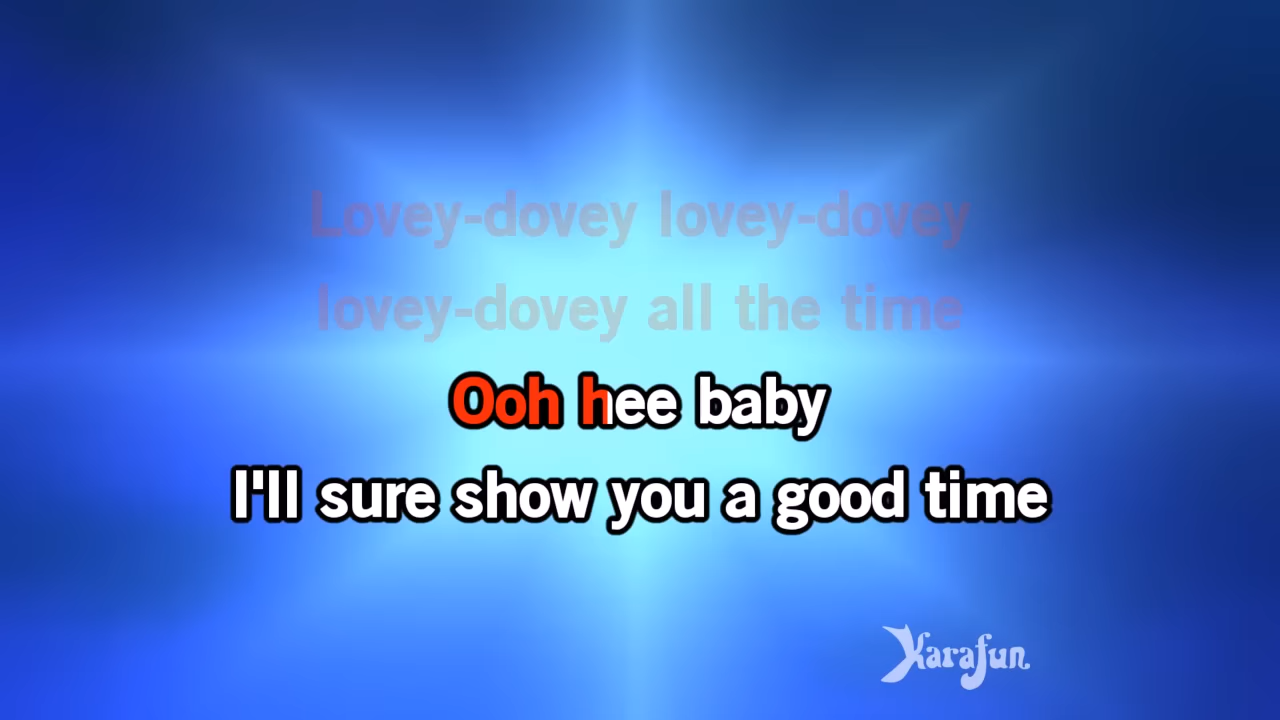 Lovey-dovey lovey-dovey
lovey-dovey all the time
Ooh hee baby
I'll sure show you a good time
Karafun